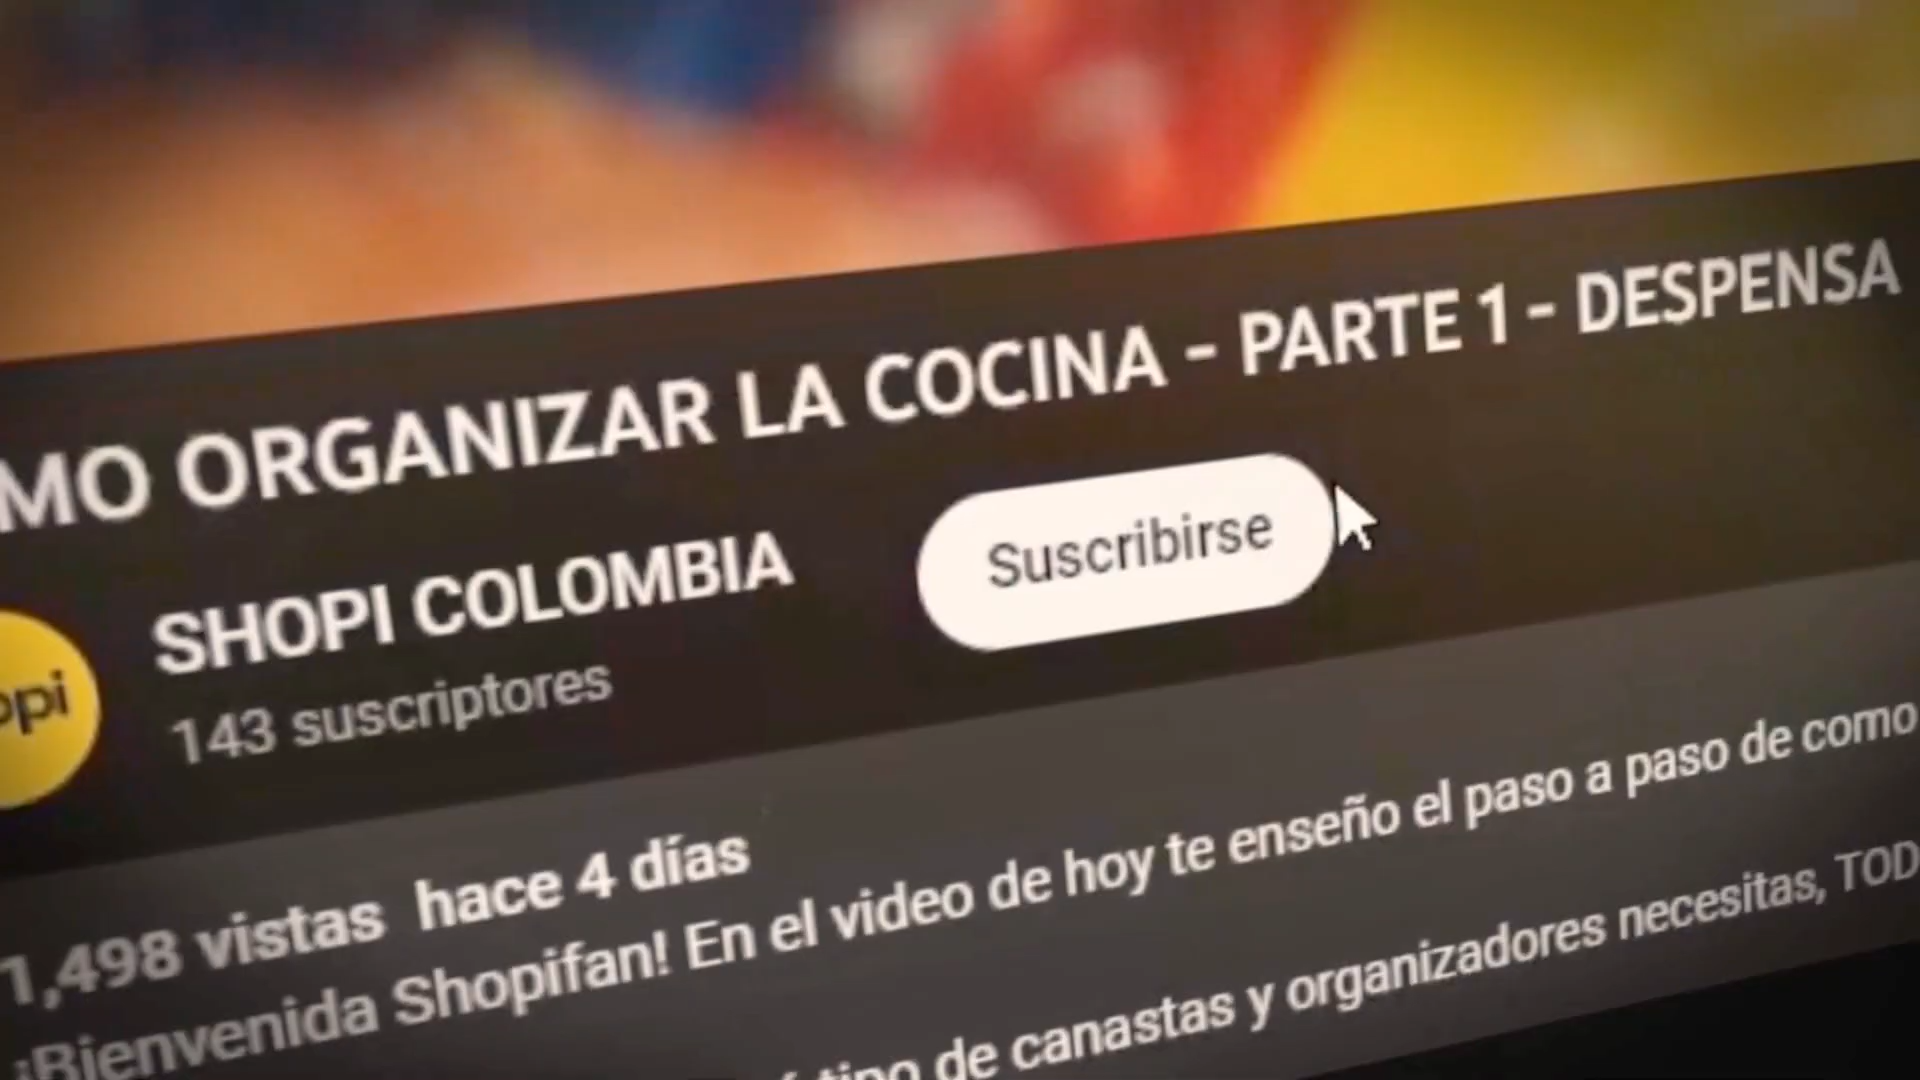 MO ORGANIZAR LA COCINA - PARTE 1 - DESPENSA
SHOPI COLOMBIA
Suscribirse
opi
143 suscriptores
1,498 vistas hace 4 días
¡Bienvenida Shopifan! En el video de hoy te enseño el paso a paso de como
tipo de canastas y organizadores necesitas, TOD